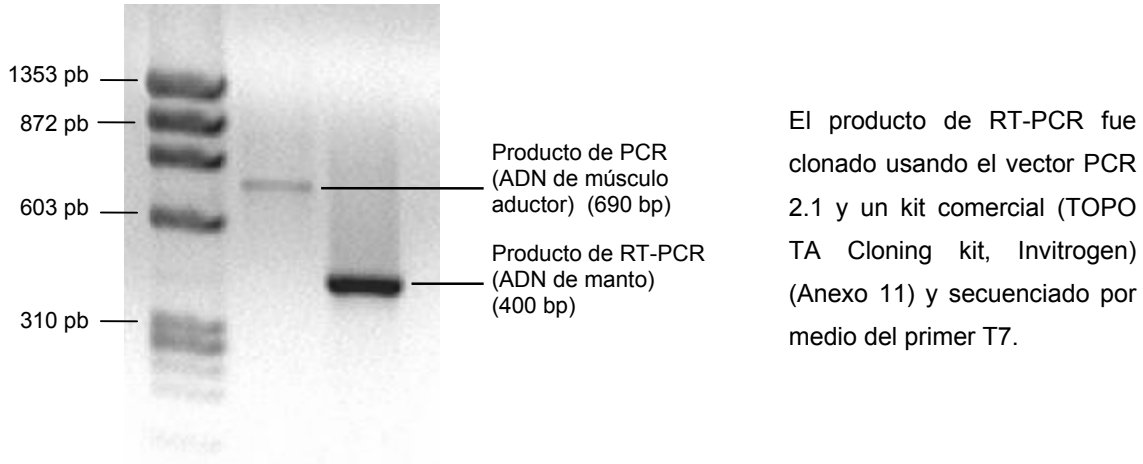 1353 pb
872 pb
603 pb
310 pb
Producto de PCR
(ADN de músculo
aductor) (690 bp)
Producto de RT-PCR
(ADN de manto)
(400 bp)
El producto de RT-PCR fue
clonado usando el vector PCR
2.1 y un kit comercial (TOPO
TA Cloning kit, Invitrogen)
(Anexo 11) y secuenciado por
medio del primer T7.